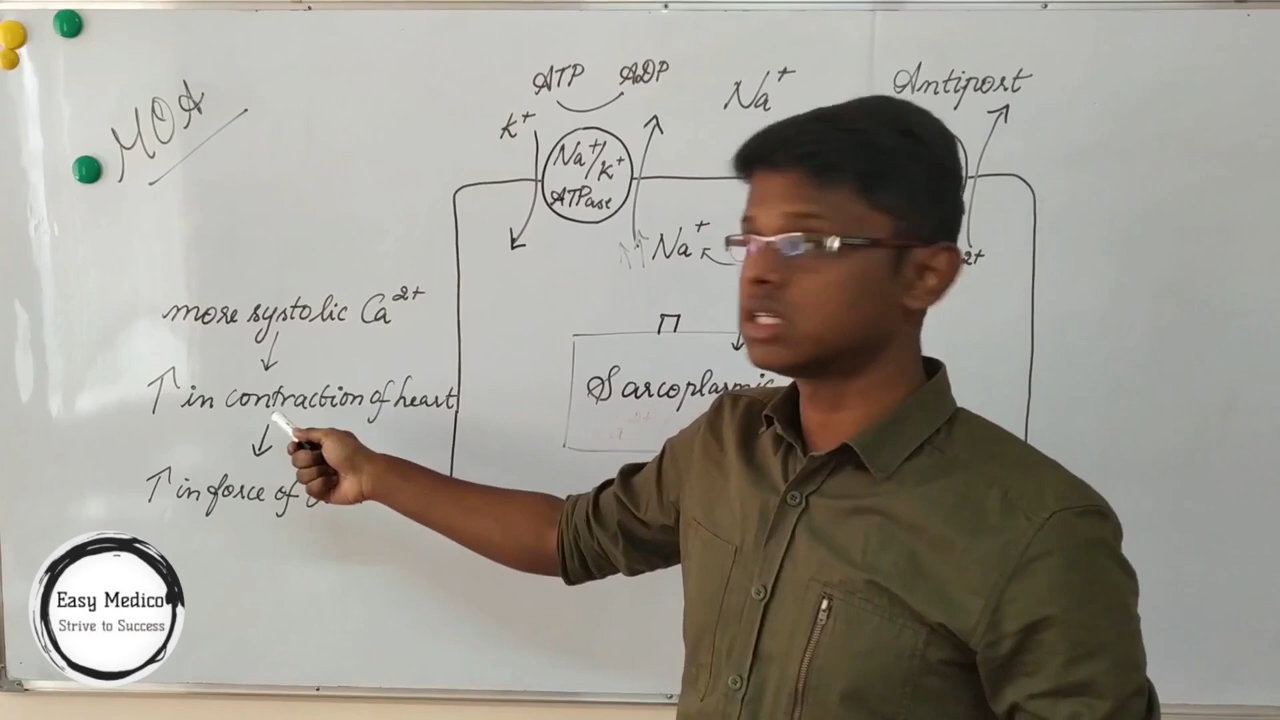 MOA
ATP ADP
Na+
Antiport
K+
Na+/K+
ATPase
↑↑ Na+
2+
more systolic Ca2+
↑ in contraction of heart
Sarcoplasmic
↑ in force of
Easy Medico
Strive to Success